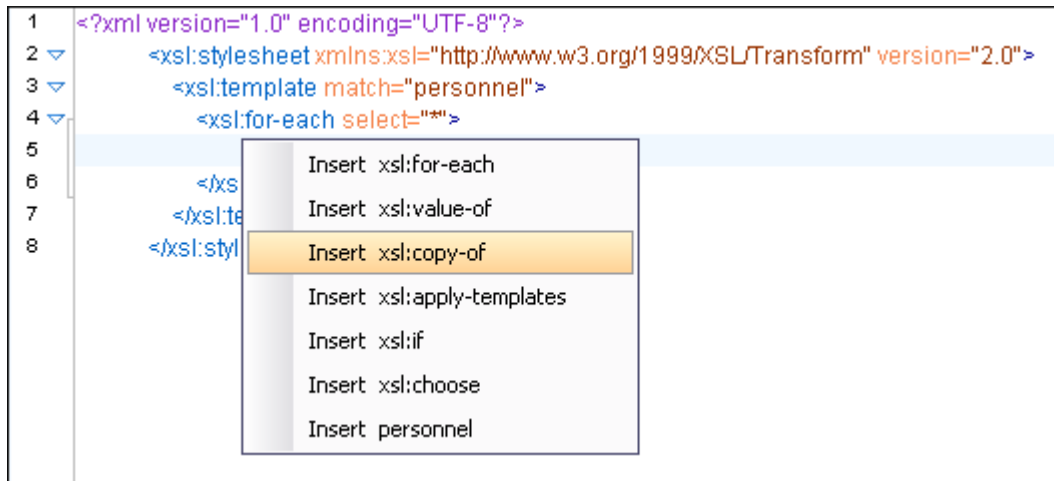 1 <?xml version="1.0" encoding="UTF-8"?>
2 <xsl:stylesheet xmlns:xsl="http://www.w3.org/1999/XSL/Transform" version="2.0">
3 <xsl:template match="personnel">
4 <xsl:for-each select="*">
5
6 </xs
7 </xsl:te
8 </xsl:styl
Insert xsl:for-each
Insert xsl:value-of
Insert xsl:copy-of
Insert xsl:apply-templates
Insert xsl:if
Insert xsl:choose
Insert personnel